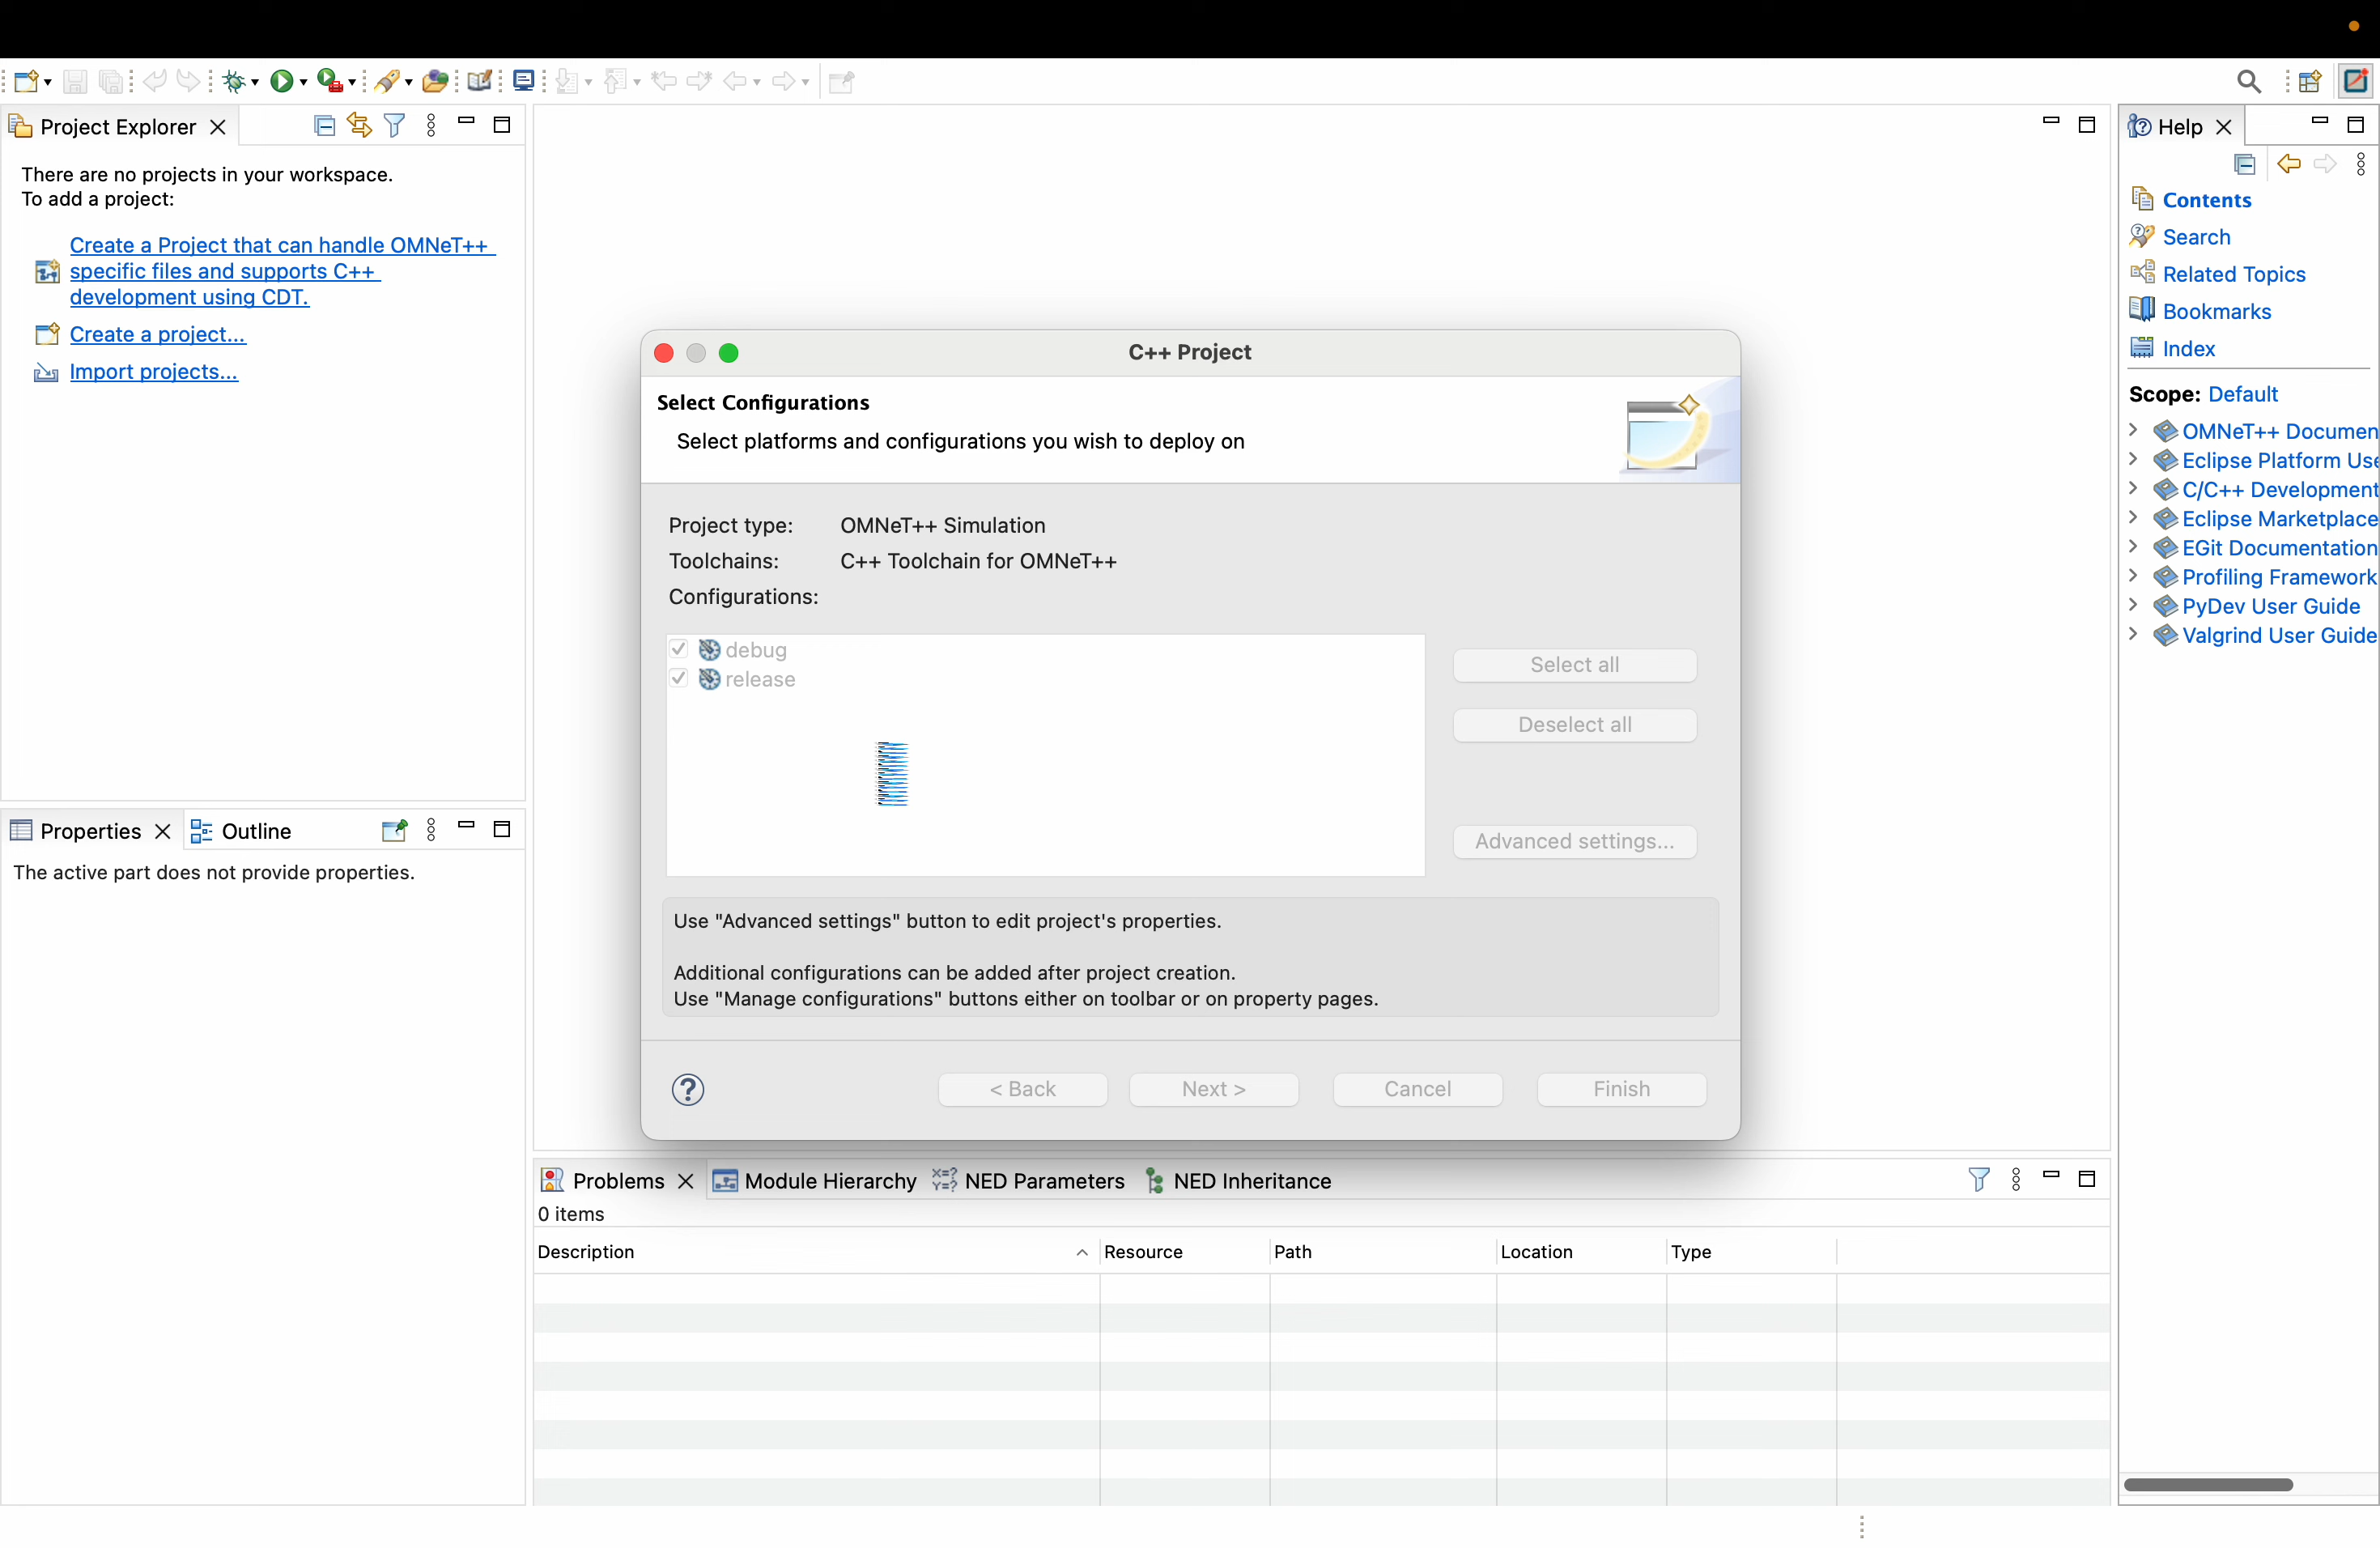 Project Explorer
There are no projects in your workspace.
To add a project:
Create a Project that can handle OMNeT++
specific files and supports C++
development using CDT.
Create a project...
Import projects...
Properties
Outline
The active part does not provide properties.
C++ Project
Select Configurations
Select platforms and configurations you wish to deploy on
Project type: OMNeT++ Simulation
Toolchains: C++ Toolchain for OMNeT++
Configurations:
debug
release
Select all
Deselect all
Advanced settings...
Use "Advanced settings" button to edit project's properties.
Additional configurations can be added after project creation.
Use "Manage configurations" buttons either on toolbar or on property pages.
< Back
Next >
Cancel
Finish
Problems
Module Hierarchy
NED Parameters
NED Inheritance
0 items
Description
Resource
Path
Location
Type
Help
Contents
Search
Related Topics
Bookmarks
Index
Scope: Default
OMNeT++ Documen
Eclipse Platform Use
C/C++ Development
Eclipse Marketplace
EGit Documentation
Profiling Framework
PyDev User Guide
Valgrind User Guide